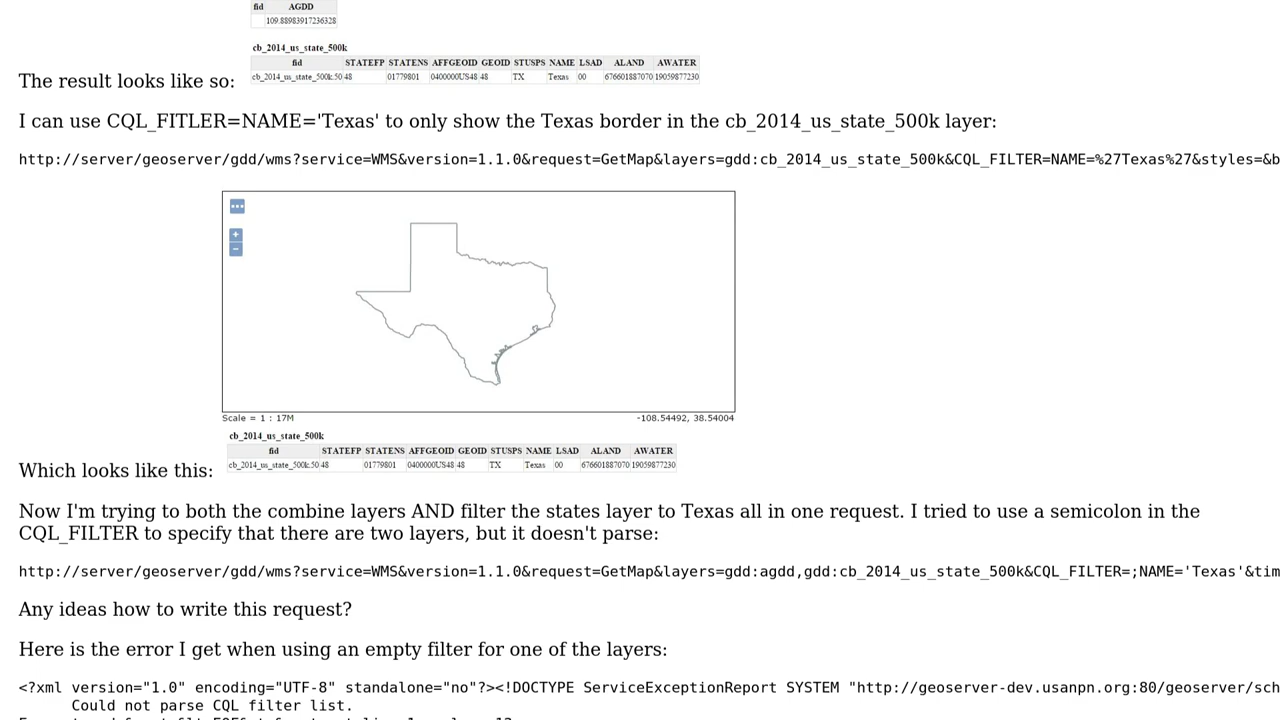 fid AGDD
109.88983917236328
cb_2014_us_state_500k
fid STATEFP STATENS AFFGEOID GEOID STUSPS NAME LSAD ALAND AWATER
cb_2014_us_state_500k.50 48 01779801 0400000US48 48 TX Texas 00 676601887070 19059877230
The result looks like so:
I can use CQL_FITLER=NAME='Texas' to only show the Texas border in the cb_2014_us_state_500k layer:
http://server/geoserver/gdd/wms?service=WMS&version=1.1.0&request=GetMap&layers=gdd:cb_2014_us_state_500k&CQL_FILTER=NAME=%27Texas%27&styles=&b
Scale = 1 : 17M -108.54492, 38.54004
cb_2014_us_state_500k
fid STATEFP STATENS AFFGEOID GEOID STUSPS NAME LSAD ALAND AWATER
cb_2014_us_state_500k.50 48 01779801 0400000US48 48 TX Texas 00 676601887070 19059877230
Which looks like this:
Now I'm trying to both the combine layers AND filter the states layer to Texas all in one request. I tried to use a semicolon in the
CQL_FILTER to specify that there are two layers, but it doesn't parse:
http://server/geoserver/gdd/wms?service=WMS&version=1.1.0&request=GetMap&layers=gdd:agdd,gdd:cb_2014_us_state_500k&CQL_FILTER=;NAME='Texas'&tim
Any ideas how to write this request?
Here is the error I get when using an empty filter for one of the layers:
<?xml version="1.0" encoding="UTF-8" standalone="no"?><!DOCTYPE ServiceExceptionReport SYSTEM "http://geoserver-dev.usanpn.org:80/geoserver/sch
Could not parse CQL filter list.